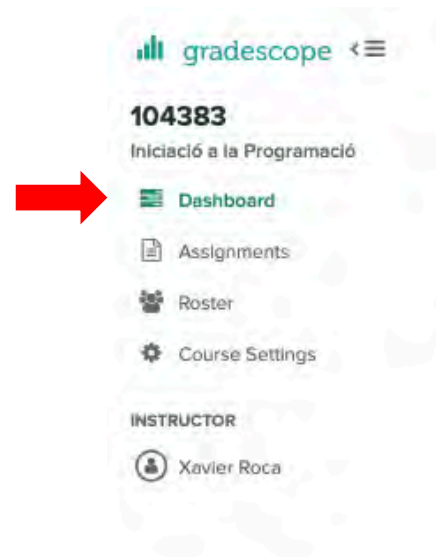 gradescope
104383
Iniciació a la Programació
Dashboard
Assignments
Roster
Course Settings
INSTRUCTOR
Xavier Roca